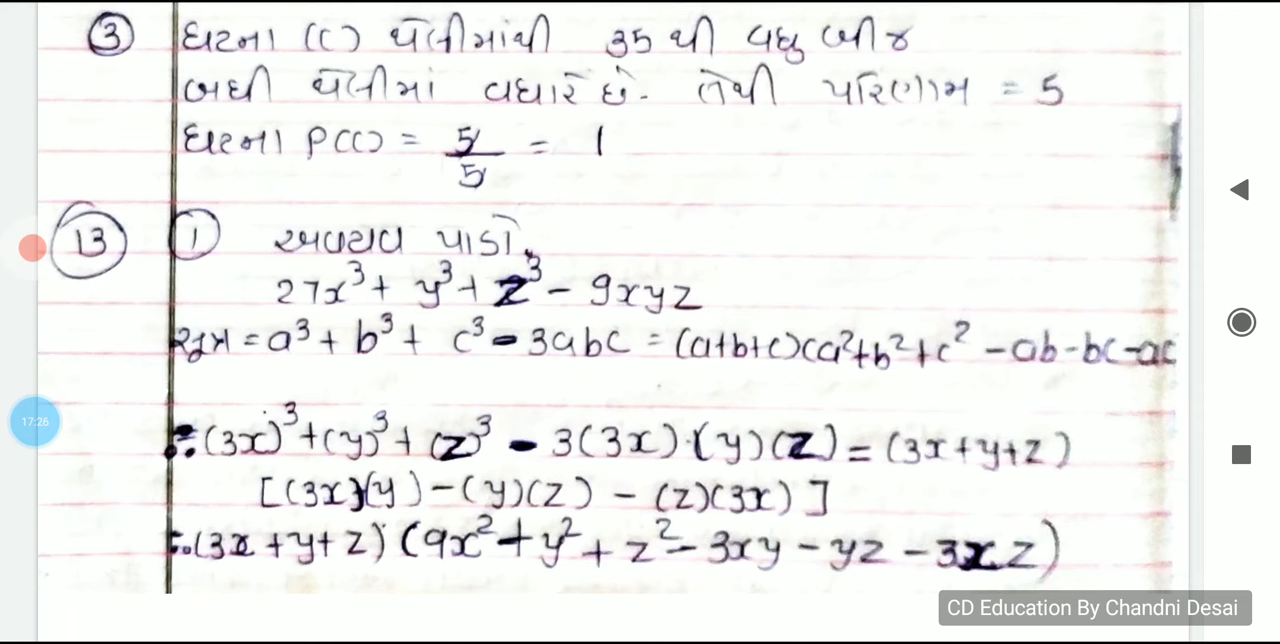 ③ ઘટના (C) થેલીમાંથી 35 થી વધુ બીજ
બધી થેલીમાં વધારે છે. તેથી પરિણામ = 5
ઘટના P(C) = 5/5 = 1
13 ① અવયવ પાડો.
27x³ + y³ + z³ - 9xyz
સૂત્ર = a³ + b³ + c³ - 3abc = (a+b+c)(a²+b²+c² - ab - bc - ac
∴ (3x)³ + (y)³ + (z)³ - 3(3x)·(y)(z) = (3x+y+z)
[(3x)(y) - (y)(z) - (z)(3x)]
∴ (3x+y+z) (9x² + y² + z² - 3xy - yz - 3xz)
17:26
CD Education By Chandni Desai